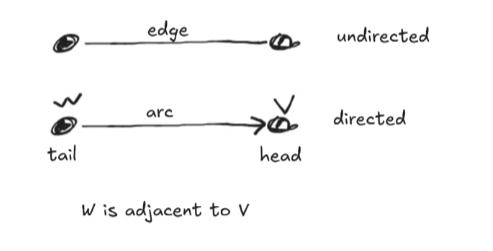 edge
undirected
W
V
arc
directed
tail
head
W is adjacent to V